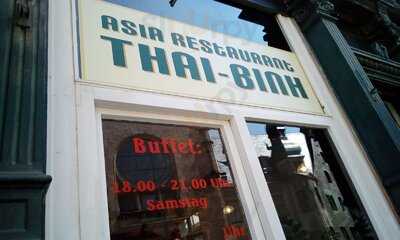 ASIA RESTAURANT
THAI-BINH
Buffet:
18.00 - 21.00 Uhr
Samstag
Uhr